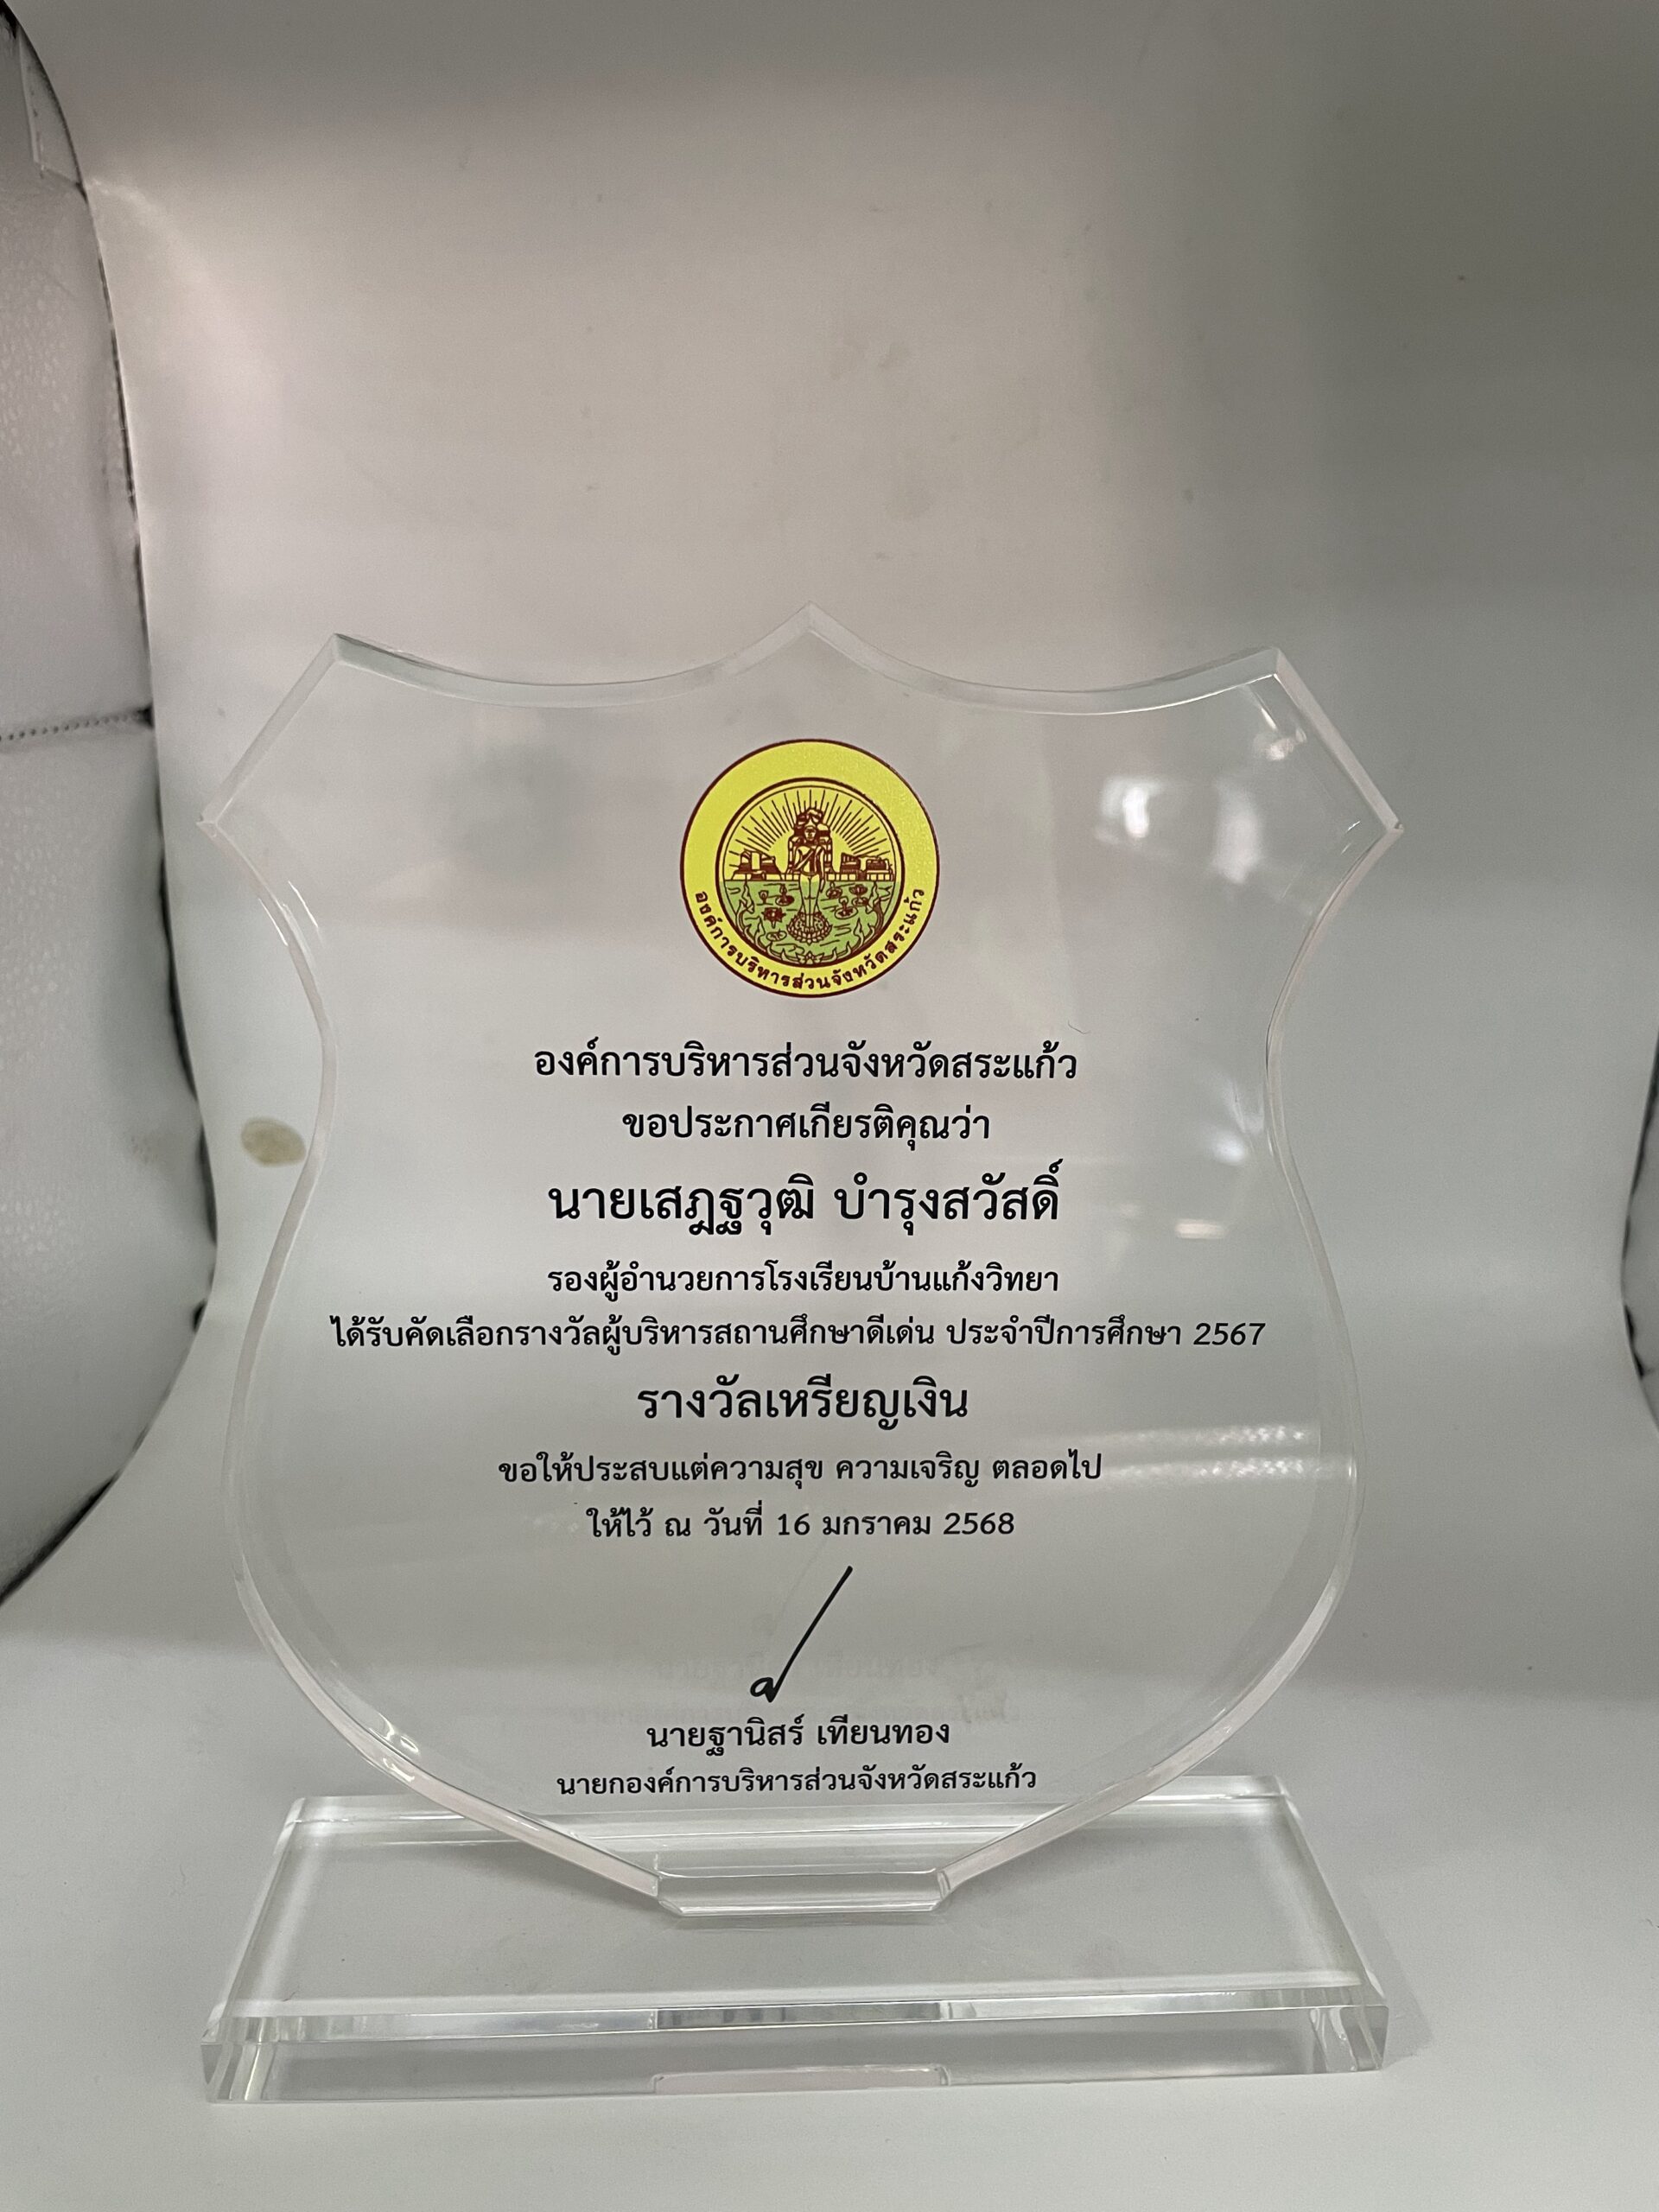 องค์การบริหารส่วนจังหวัดสระแก้ว
องค์การบริหารส่วนจังหวัดสระแก้ว
ขอประกาศเกียรติคุณว่า
นายเสฎฐวุฒิ บำรุงสวัสดิ์
รองผู้อำนวยการโรงเรียนบ้านแก้งวิทยา
ได้รับคัดเลือกรางวัลผู้บริหารสถานศึกษาดีเด่น ประจำปีการศึกษา 2567
รางวัลเหรียญเงิน
ขอให้ประสบแต่ความสุข ความเจริญ ตลอดไป
ให้ไว้ ณ วันที่ 16 มกราคม 2568
นายฐานิสร์ เทียนทอง
นายกองค์การบริหารส่วนจังหวัดสระแก้ว